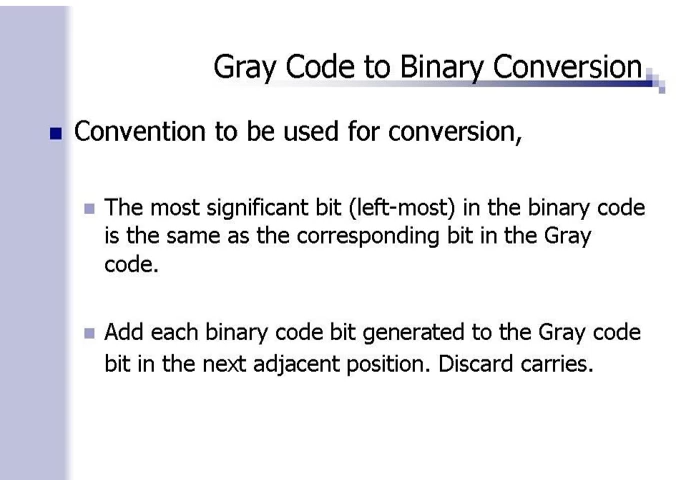 Gray Code to Binary Conversion
Convention to be used for conversion,
The most significant bit (left-most) in the binary code
is the same as the corresponding bit in the Gray
code.
Add each binary code bit generated to the Gray code
bit in the next adjacent position. Discard carries.